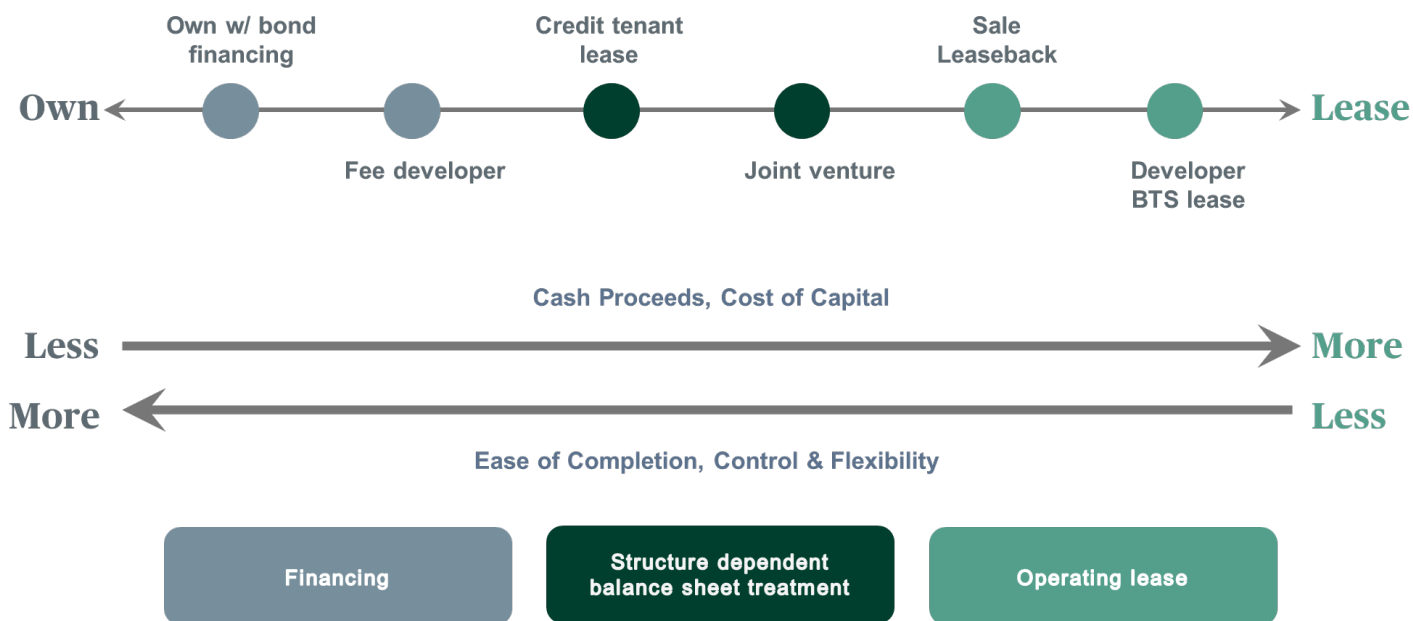 Own w/ bond
financing
Credit tenant
lease
Sale
Leaseback
Own
Lease
Fee developer
Joint venture
Developer
BTS lease
Cash Proceeds, Cost of Capital
Less
More
More
Less
Ease of Completion, Control & Flexibility
Financing
Structure dependent
balance sheet treatment
Operating lease